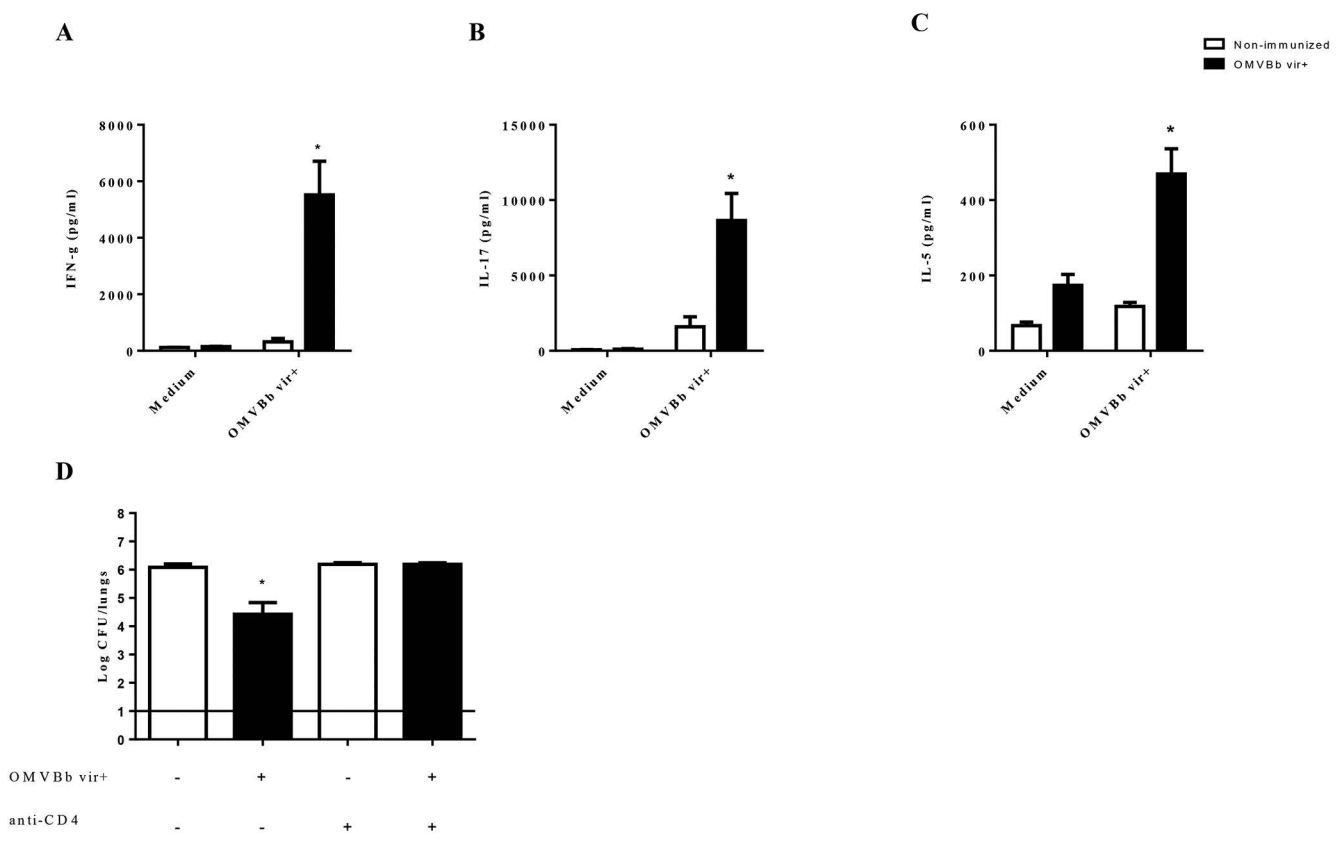 A
B
C
Non-immunized
OMVBb vir+
IFN-g (pg/ml)
8000
6000
4000
2000
0
Medium
OMVBb vir+
*
IL-17 (pg/ml)
15000
10000
5000
0
Medium
OMVBb vir+
*
IL-5 (pg/ml)
600
400
200
0
Medium
OMVBb vir+
*
D
Log CFU/lungs
8
7
6
5
4
3
2
1
0
*
OMVBb vir+ - + - +
anti-CD4 - - + +